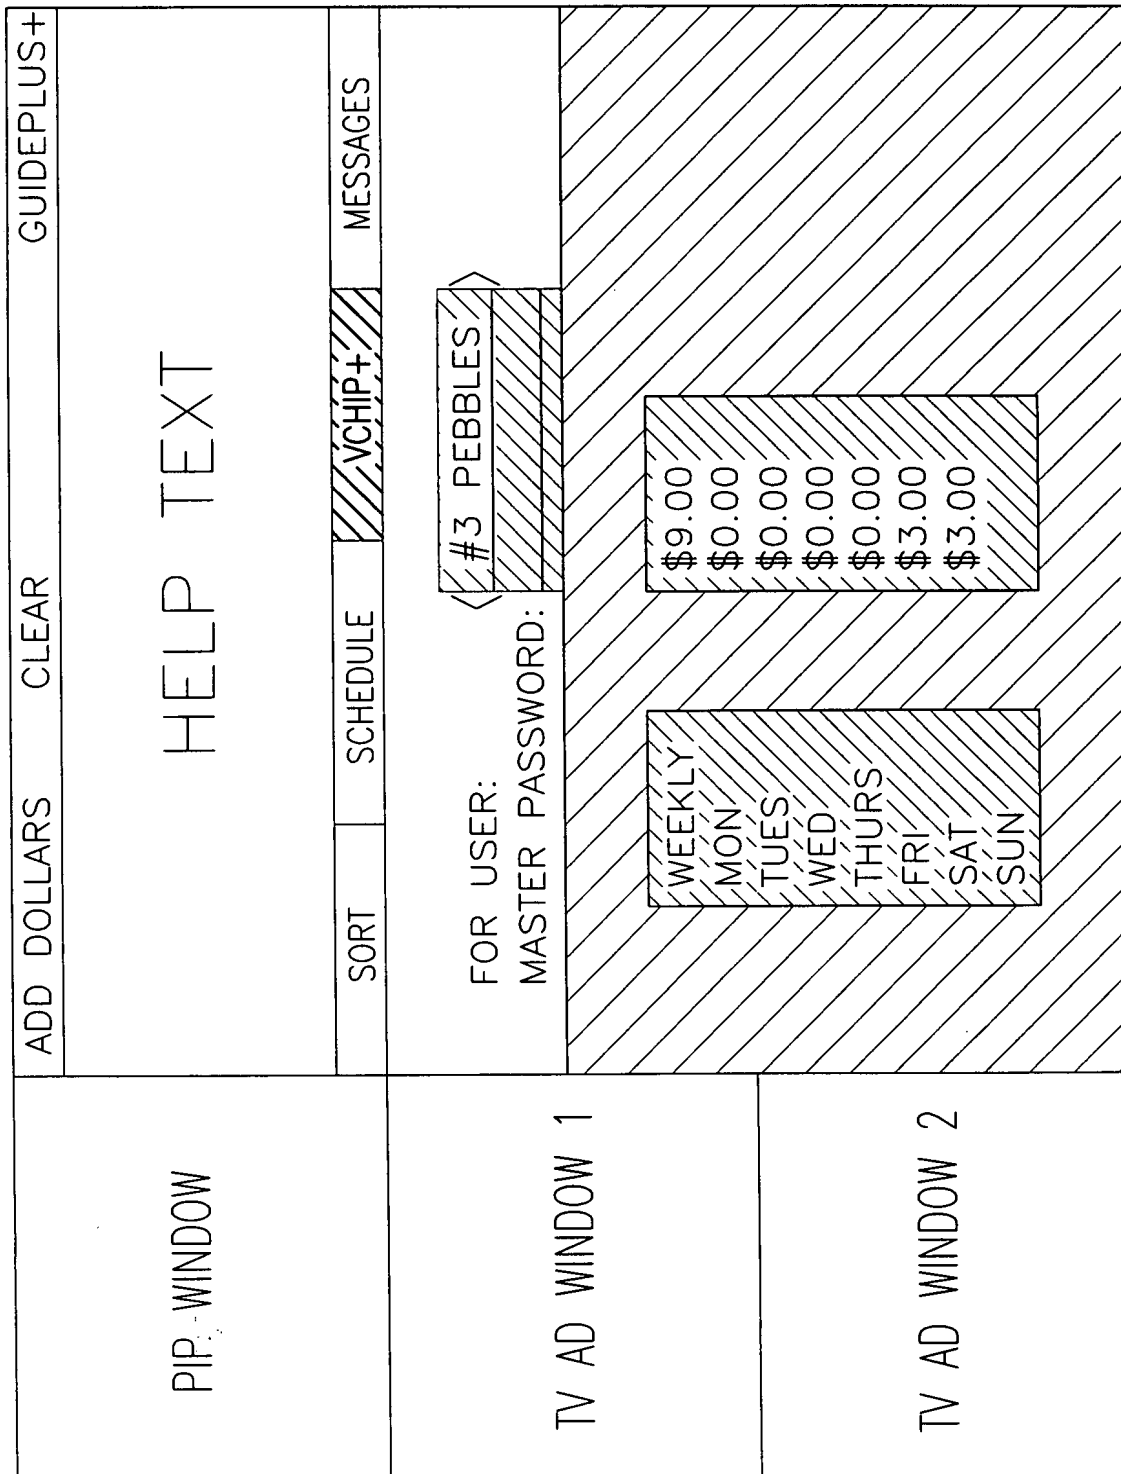 ADD DOLLARS CLEAR GUIDEPLUS+
PIP WINDOW
HELP TEXT
SORT SCHEDULE VCHIP+ MESSAGES
FOR USER: #3 PEBBLES
MASTER PASSWORD:
TV AD WINDOW 1
WEEKLY $9.00
MON $0.00
TUES $0.00
WED $0.00
THURS $0.00
FRI $3.00
SAT $3.00
SUN
TV AD WINDOW 2